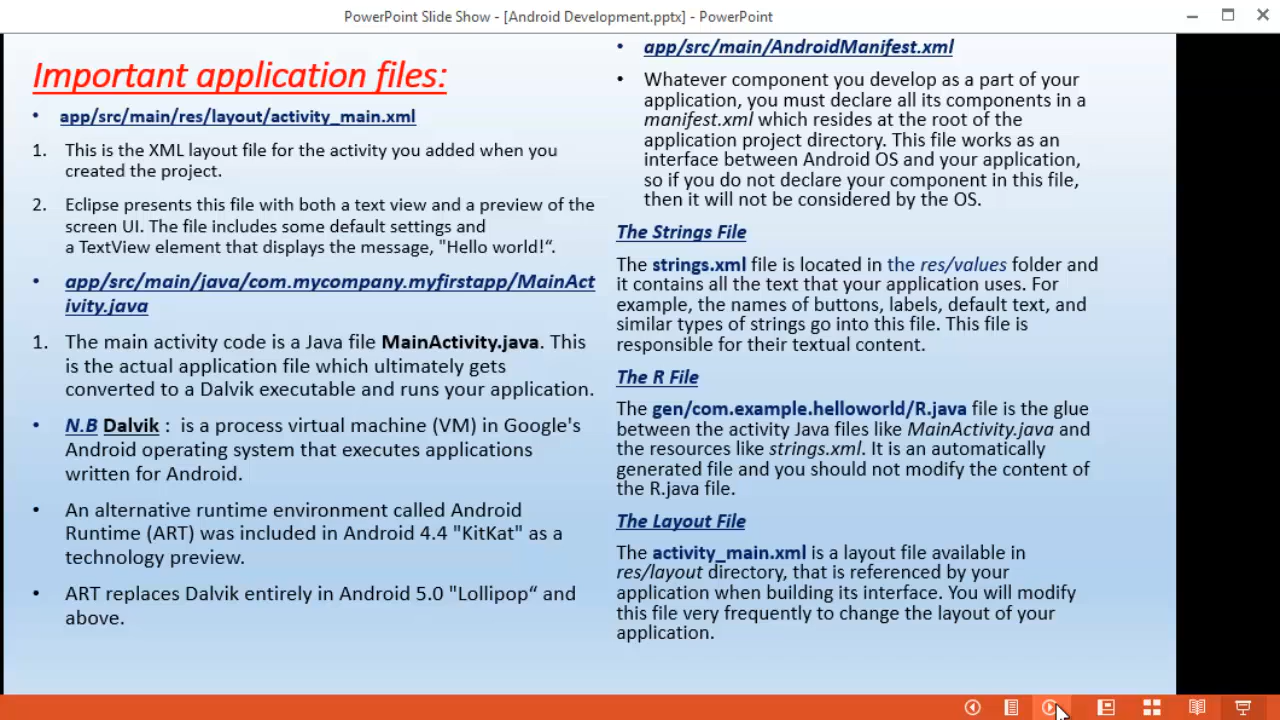 PowerPoint Slide Show - [Android Development.pptx] - PowerPoint
Important application files:
• app/src/main/res/layout/activity_main.xml
1. This is the XML layout file for the activity you added when you
created the project.
2. Eclipse presents this file with both a text view and a preview of the
screen UI. The file includes some default settings and
a TextView element that displays the message, "Hello world!“.
• app/src/main/java/com.mycompany.myfirstapp/MainAct
ivity.java
1. The main activity code is a Java file MainActivity.java. This
is the actual application file which ultimately gets
converted to a Dalvik executable and runs your application.
• N.B Dalvik : is a process virtual machine (VM) in Google's
Android operating system that executes applications
written for Android.
• An alternative runtime environment called Android
Runtime (ART) was included in Android 4.4 "KitKat" as a
technology preview.
• ART replaces Dalvik entirely in Android 5.0 "Lollipop“ and
above.
• app/src/main/AndroidManifest.xml
• Whatever component you develop as a part of your
application, you must declare all its components in a
manifest.xml which resides at the root of the
application project directory. This file works as an
interface between Android OS and your application,
so if you do not declare your component in this file,
then it will not be considered by the OS.
The Strings File
The strings.xml file is located in the res/values folder and
it contains all the text that your application uses. For
example, the names of buttons, labels, default text, and
similar types of strings go into this file. This file is
responsible for their textual content.
The R File
The gen/com.example.helloworld/R.java file is the glue
between the activity Java files like MainActivity.java and
the resources like strings.xml. It is an automatically
generated file and you should not modify the content of
the R.java file.
The Layout File
The activity_main.xml is a layout file available in
res/layout directory, that is referenced by your
application when building its interface. You will modify
this file very frequently to change the layout of your
application.